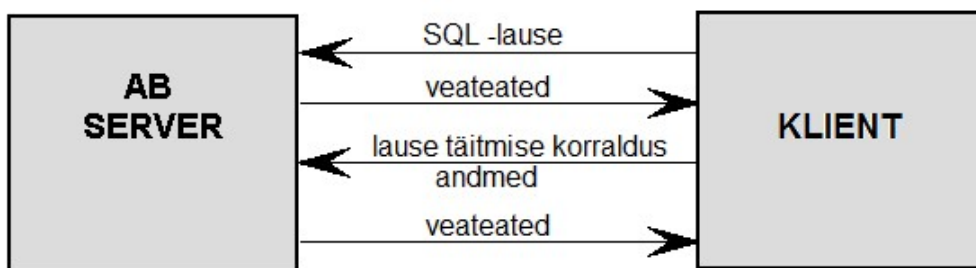 AB
SERVER
SQL -lause
veateated
lause täitmise korraldus
andmed
veateated
KLIENT